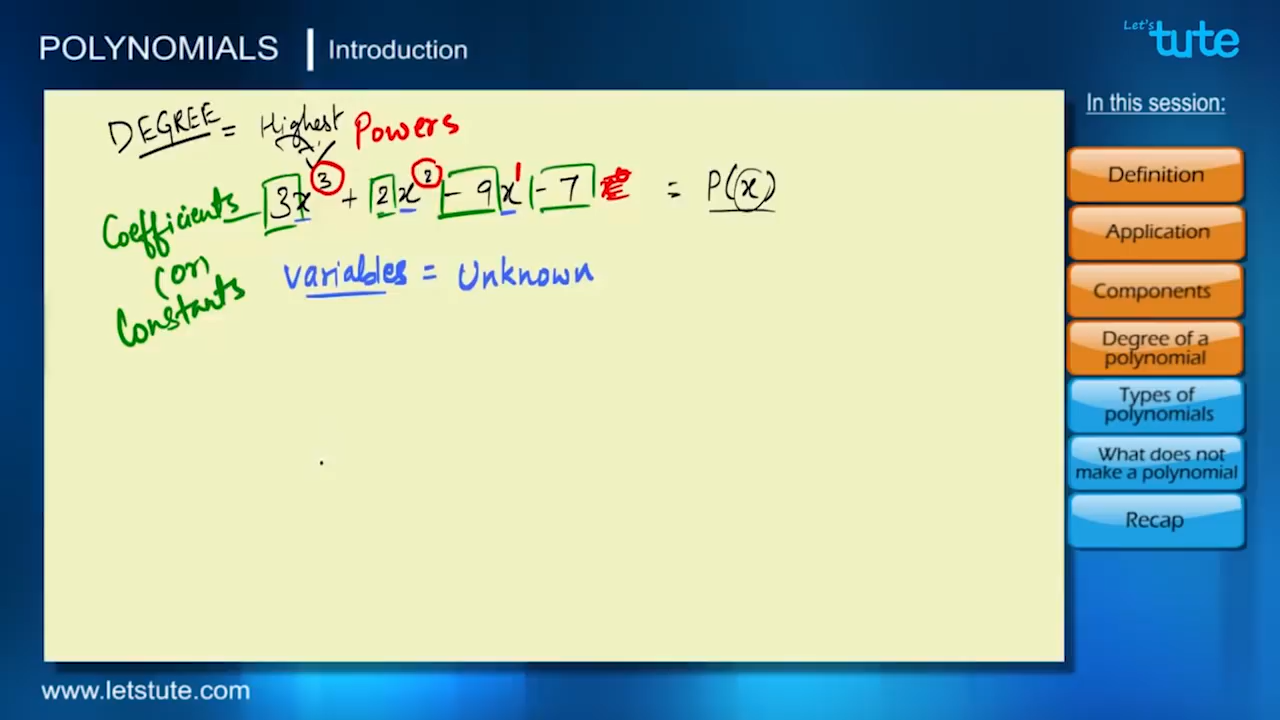 POLYNOMIALS | Introduction
Let's tute
In this session:
DEGREE = Highest Powers
3x³ + 2x² - 9x¹ - 7 = P(x)
Coefficients
(or)
Constants
variables = Unknown
Definition
Application
Components
Degree of a
polynomial
Types of
polynomials
What does not
make a polynomial
Recap
www.letstute.com